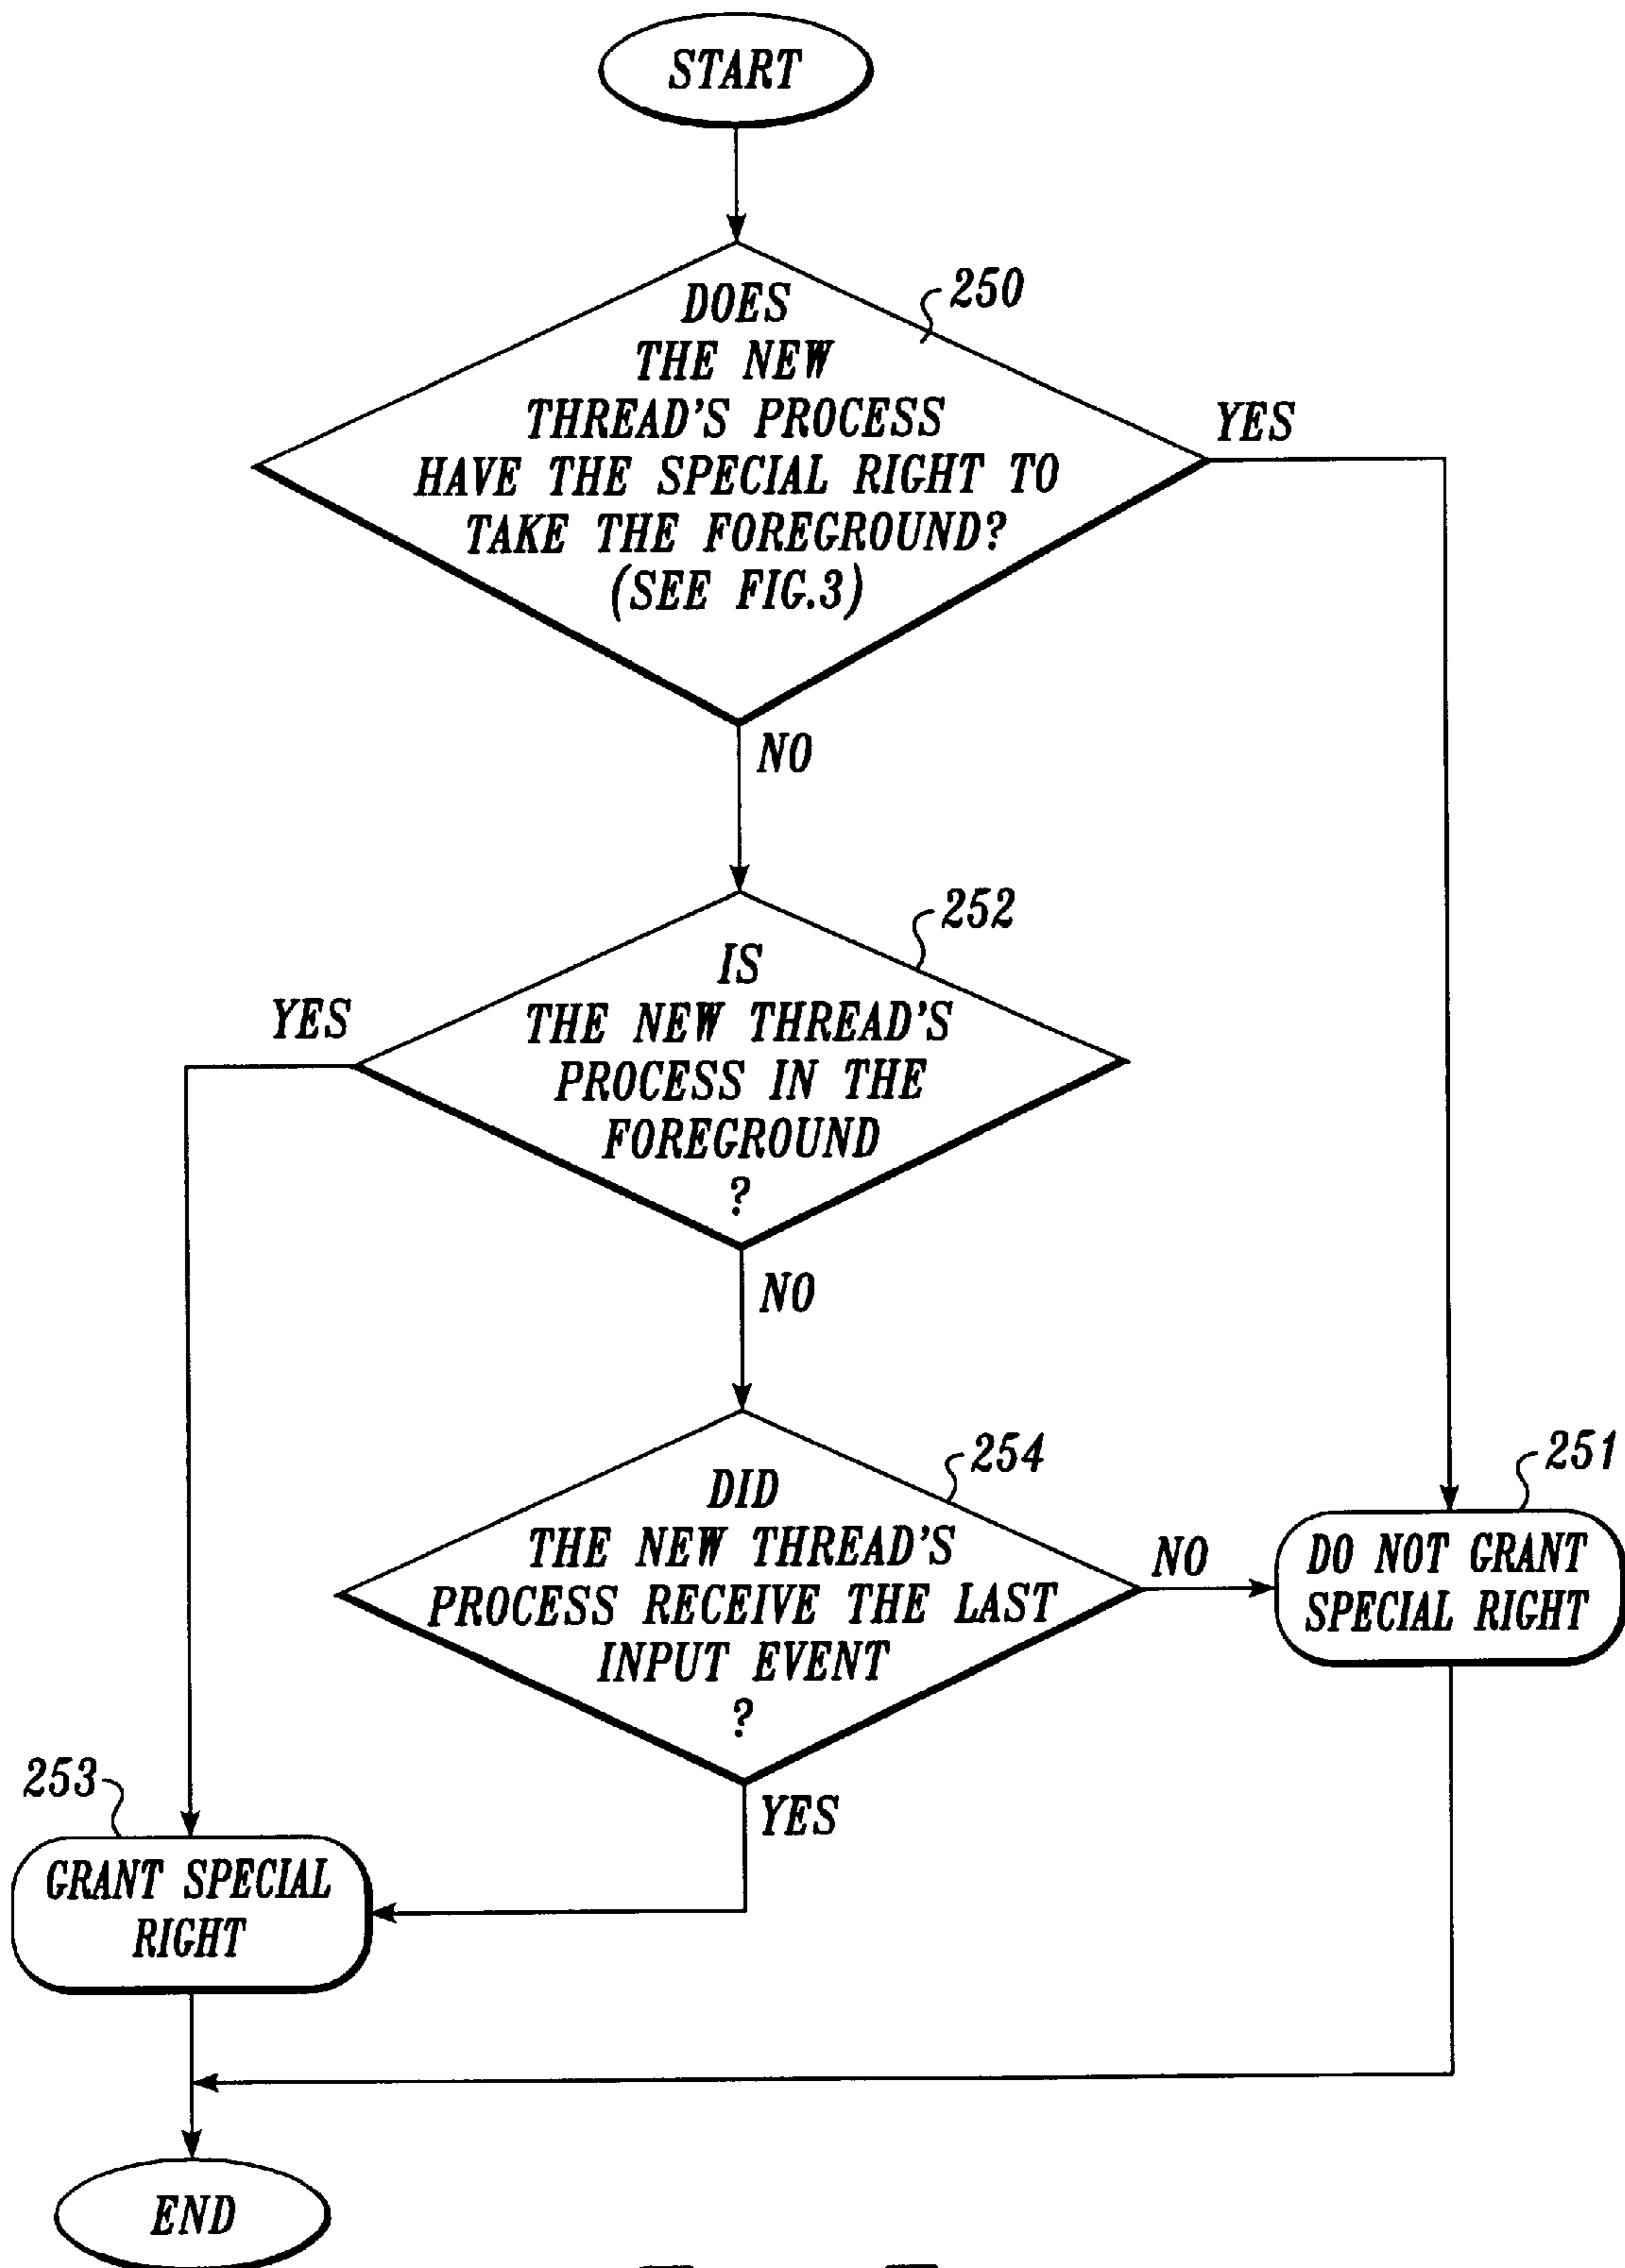 START
250
DOES
THE NEW
THREAD'S PROCESS
HAVE THE SPECIAL RIGHT TO
TAKE THE FOREGROUND?
(SEE FIG.3)
YES
NO
252
IS
THE NEW THREAD'S
PROCESS IN THE
FOREGROUND
?
YES
NO
254
DID
THE NEW THREAD'S
PROCESS RECEIVE THE LAST
INPUT EVENT
?
NO
251
DO NOT GRANT
SPECIAL RIGHT
YES
253
GRANT SPECIAL
RIGHT
END